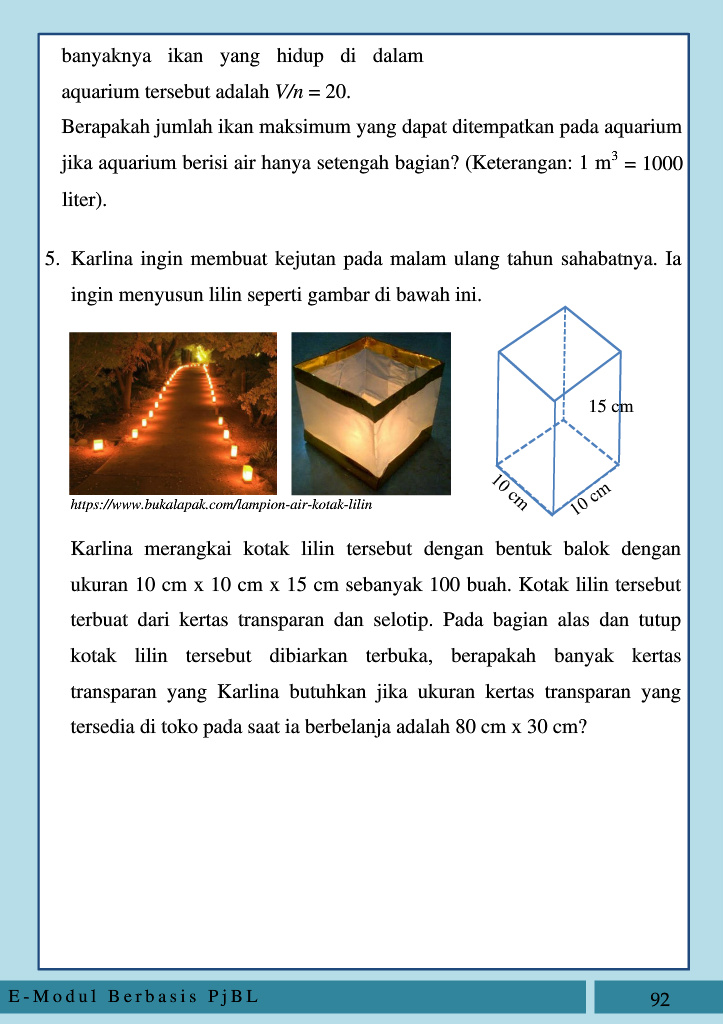 banyaknya ikan yang hidup di dalam
aquarium tersebut adalah V/n = 20.
Berapakah jumlah ikan maksimum yang dapat ditempatkan pada aquarium
jika aquarium berisi air hanya setengah bagian? (Keterangan: 1 m³ = 1000
liter).
5. Karlina ingin membuat kejutan pada malam ulang tahun sahabatnya. Ia
ingin menyusun lilin seperti gambar di bawah ini.
15 cm
10 cm
10 cm
https://www.bukalapak.com/lampion-air-kotak-lilin
Karlina merangkai kotak lilin tersebut dengan bentuk balok dengan
ukuran 10 cm x 10 cm x 15 cm sebanyak 100 buah. Kotak lilin tersebut
terbuat dari kertas transparan dan selotip. Pada bagian alas dan tutup
kotak lilin tersebut dibiarkan terbuka, berapakah banyak kertas
transparan yang Karlina butuhkan jika ukuran kertas transparan yang
tersedia di toko pada saat ia berbelanja adalah 80 cm x 30 cm?
E-Modul Berbasis PjBL
92